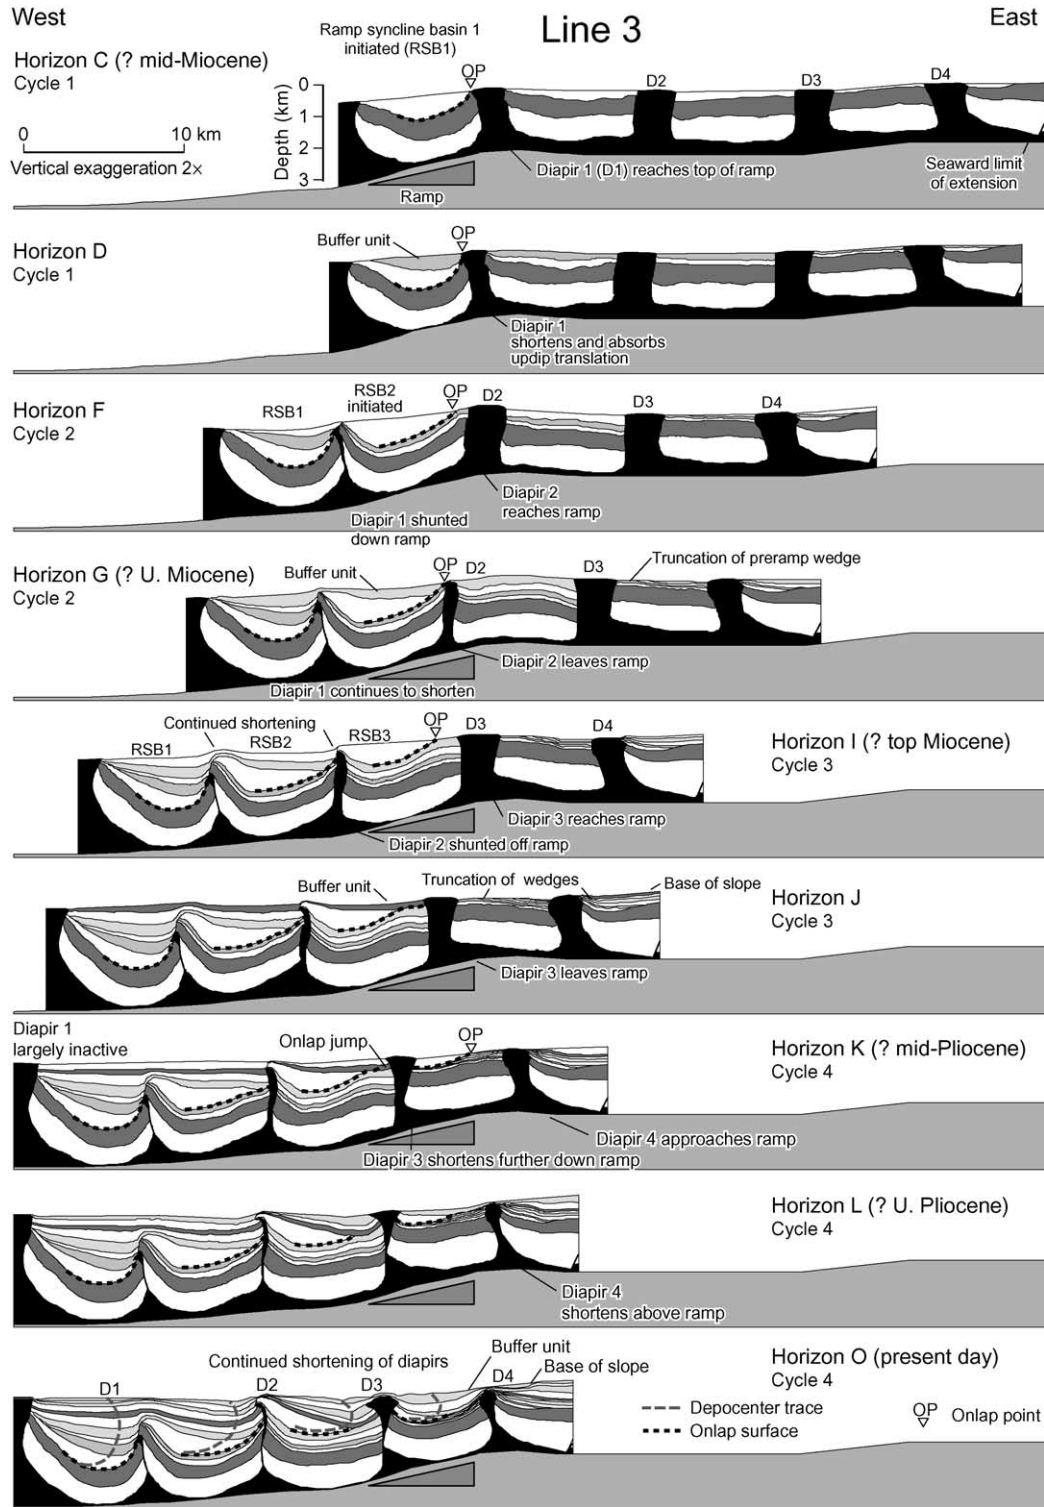 West
Line 3
East
Ramp syncline basin 1
initiated (RSB1)
Horizon C (? mid-Miocene)
Cycle 1
0
10 km
Vertical exaggeration 2×
Depth (km)
0
1
2
3
OP
D2
D3
D4
Diapir 1 (D1) reaches top of ramp
Ramp
Seaward limit
of extension
Horizon D
Cycle 1
Buffer unit
OP
Diapir 1
shortens and absorbs
updip translation
Horizon F
Cycle 2
RSB1
RSB2
initiated
OP
D2
D3
D4
Diapir 2
reaches ramp
Diapir 1 shunted
down ramp
Horizon G (? U. Miocene)
Cycle 2
Buffer unit
OP
D2
D3
Truncation of preramp wedge
Diapir 2 leaves ramp
Diapir 1 continues to shorten
Continued shortening
RSB1
RSB2
RSB3
OP
D3
D4
Horizon I (? top Miocene)
Cycle 3
Diapir 3 reaches ramp
Diapir 2 shunted off ramp
Buffer unit
Truncation of wedges
Base of slope
Horizon J
Cycle 3
Diapir 3 leaves ramp
Diapir 1
largely inactive
Onlap jump
OP
Horizon K (? mid-Pliocene)
Cycle 4
Diapir 4 approaches ramp
Diapir 3 shortens further down ramp
Horizon L (? U. Pliocene)
Cycle 4
Diapir 4
shortens above ramp
Horizon O (present day)
Cycle 4
Buffer unit
Base of slope
Continued shortening of diapirs
D1
D2
D3
D4
Depocenter trace
Onlap surface
OP
Onlap point